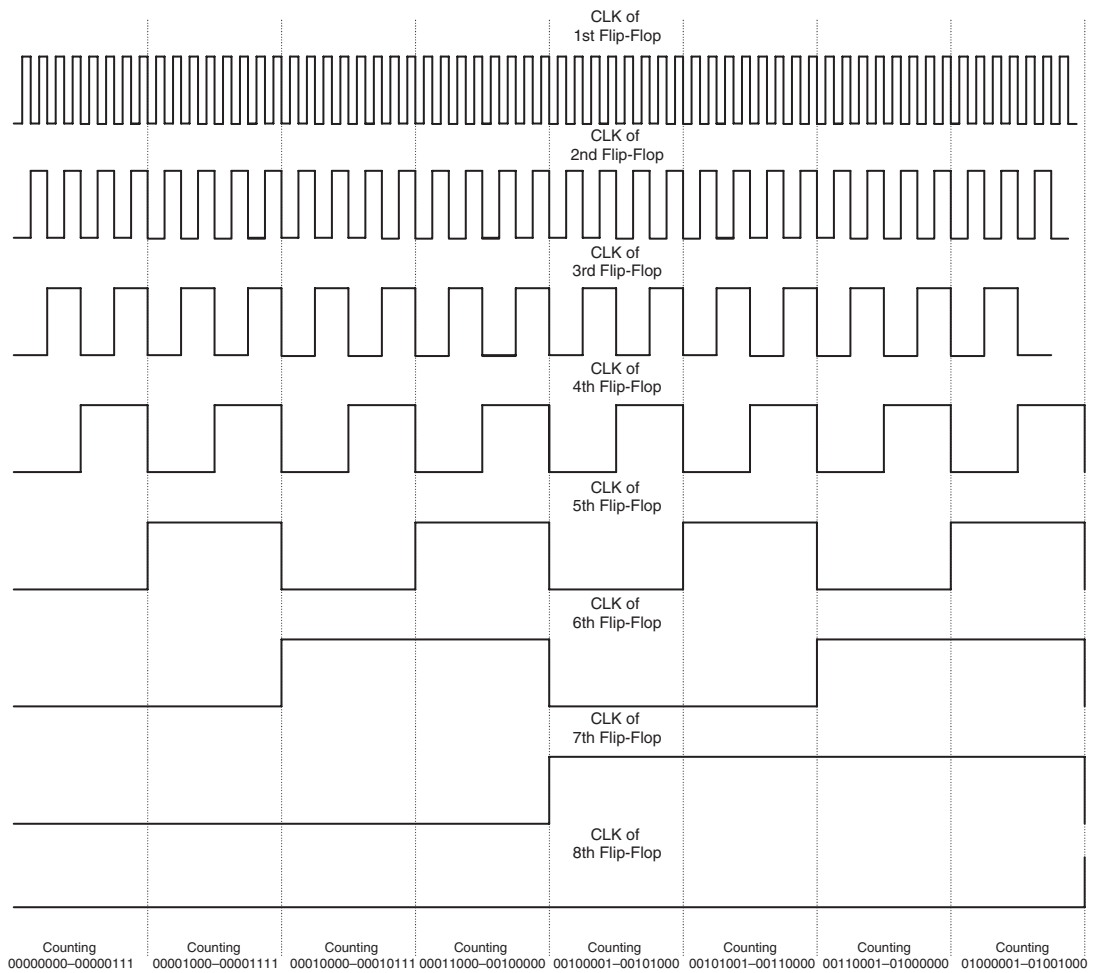 CLK of
1st Flip-Flop
CLK of
2nd Flip-Flop
CLK of
3rd Flip-Flop
CLK of
4th Flip-Flop
CLK of
5th Flip-Flop
CLK of
6th Flip-Flop
CLK of
7th Flip-Flop
CLK of
8th Flip-Flop
Counting Counting Counting Counting Counting Counting Counting Counting
00000000–00000111 00001000–00001111 00010000–00010111 00011000–00100000 00100001–00101000 00101001–00110000 00110001–01000000 01000001–01001000